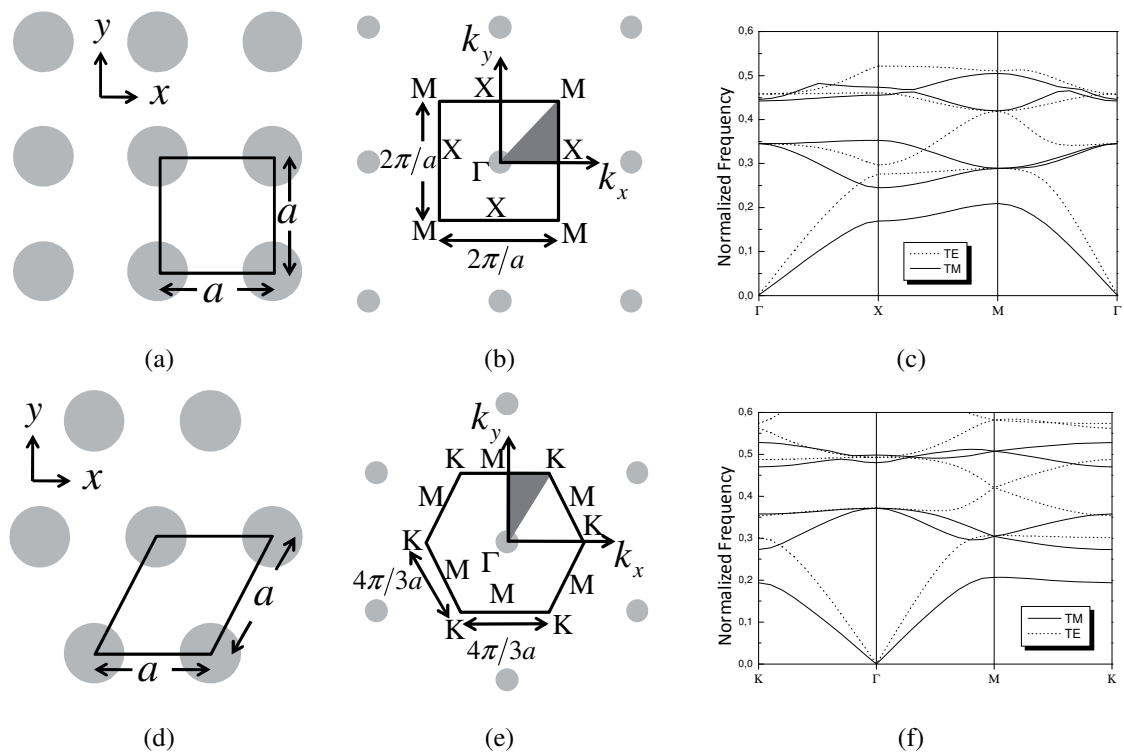 y
x
a
a
(a)
k_y
M X M
2π/a X Γ X k_x
M X M
2π/a
(b)
Normalized Frequency
0,6
0,5
0,4
0,3
0,2
0,1
0,0
TE
TM
Γ X M Γ
(c)
y
x
a
a
(d)
k_y
K M K
M M
K Γ K k_x
4π/3a M M M
K K
4π/3a
(e)
Normalized Frequency
0,6
0,5
0,4
0,3
0,2
0,1
0,0
TM
TE
K Γ M K
(f)